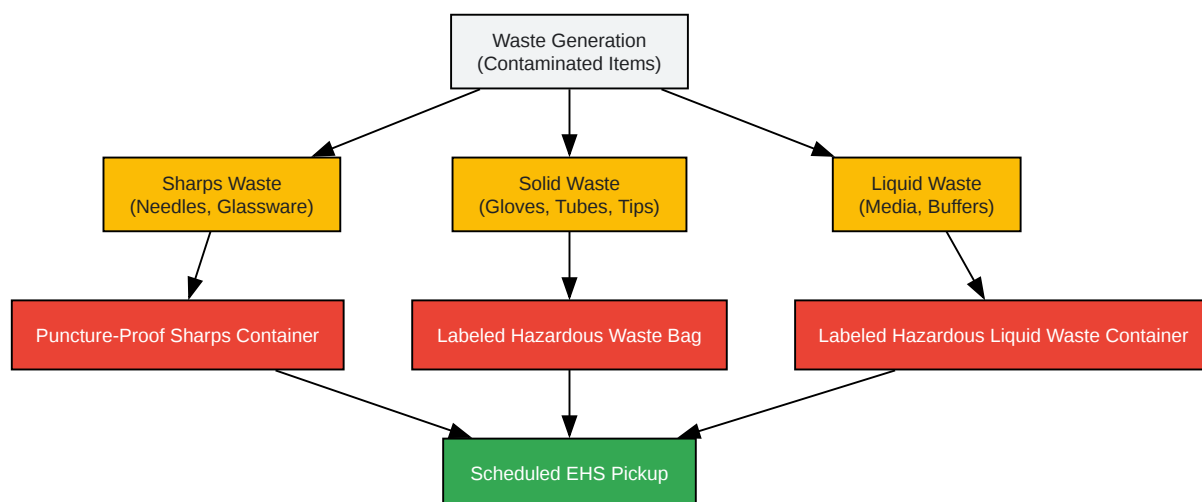 Waste Generation
(Contaminated Items)
Sharps Waste
(Needles, Glassware)
Solid Waste
(Gloves, Tubes, Tips)
Liquid Waste
(Media, Buffers)
Puncture-Proof Sharps Container
Labeled Hazardous Waste Bag
Labeled Hazardous Liquid Waste Container
Scheduled EHS Pickup